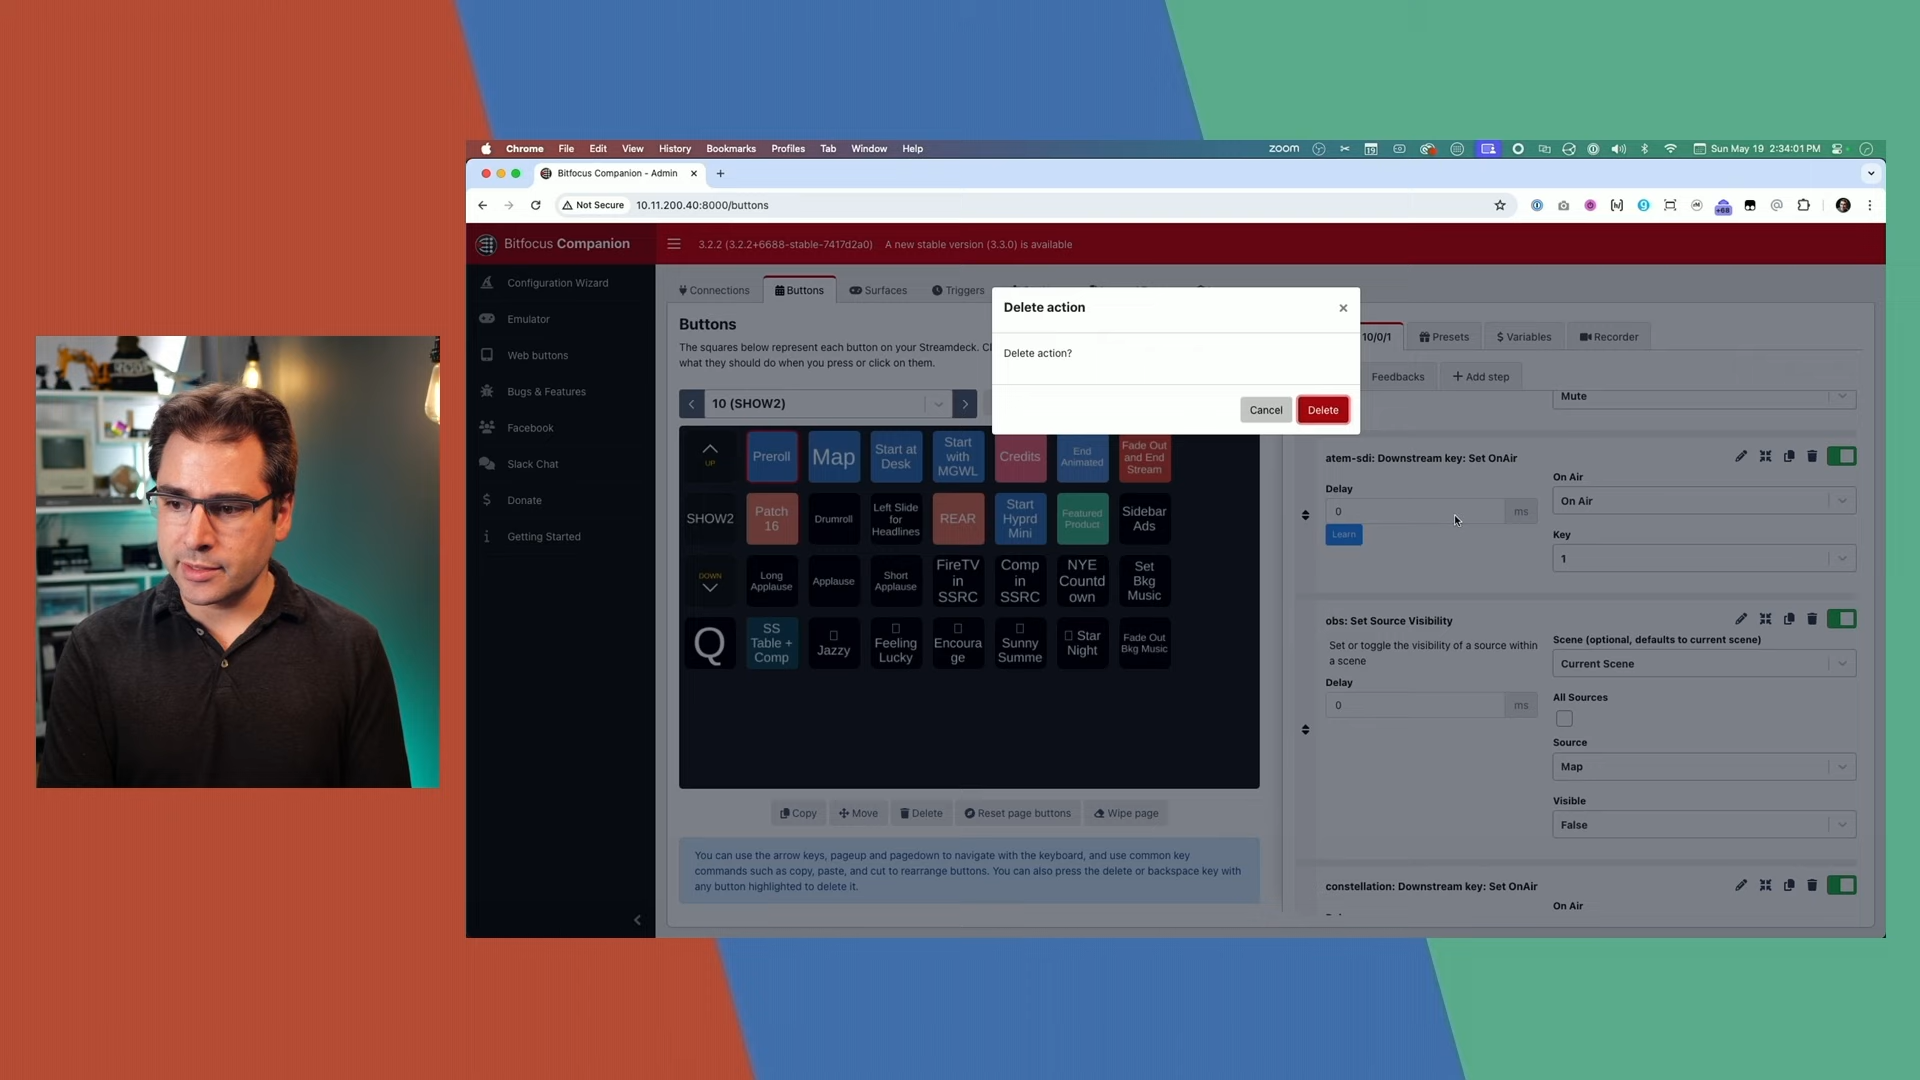 Chrome File Edit View History Bookmarks Profiles Tab Window Help
zoom
Sun May 19 2:34:01 PM
Bitfocus Companion - Admin
Not Secure
10.11.200.40:8000/buttons
+68
Bitfocus Companion
3.2.2 (3.2.2+6688-stable-7417d2a0) A new stable version (3.3.0) is available
Configuration Wizard
Emulator
Web buttons
Bugs & Features
Facebook
Slack Chat
Donate
Getting Started
Connections
Buttons
Surfaces
Triggers
Buttons
The squares below represent each button on your Streamdeck. C
what they should do when you press or click on them.
10 (SHOW2)
UP
Preroll
Map
Start at
Desk
Start
with
MGWL
Credits
End
Animated
Fade Out
and End
Stream
SHOW2
Patch
16
Drumroll
Left Slide
for
Headlines
REAR
Start
Hyprd
Mini
Featured
Product
Sidebar
Ads
DOWN
Long
Applause
Applause
Short
Applause
FireTV
in
SSRC
Comp
in
SSRC
NYE
Countd
own
Set
Bkg
Music
Q
SS
Table +
Comp
Jazzy
Feeling
Lucky
Encoura
ge
Sunny
Summe
Star
Night
Fade Out
Bkg Music
Copy
Move
Delete
Reset page buttons
Wipe page
You can use the arrow keys, pageup and pagedown to navigate with the keyboard, and use common key
commands such as copy, paste, and cut to rearrange buttons. You can also press the delete or backspace key with
any button highlighted to delete it.
Delete action
Delete action?
Cancel
Delete
10/0/1
Presets
Variables
Recorder
Feedbacks
Add step
Mute
atem-sdi: Downstream key: Set OnAir
Delay
0
ms
Learn
On Air
On Air
Key
1
obs: Set Source Visibility
Set or toggle the visibility of a source within
a scene
Delay
0
ms
Scene (optional, defaults to current scene)
Current Scene
All Sources
Source
Map
Visible
False
constellation: Downstream key: Set OnAir
On Air